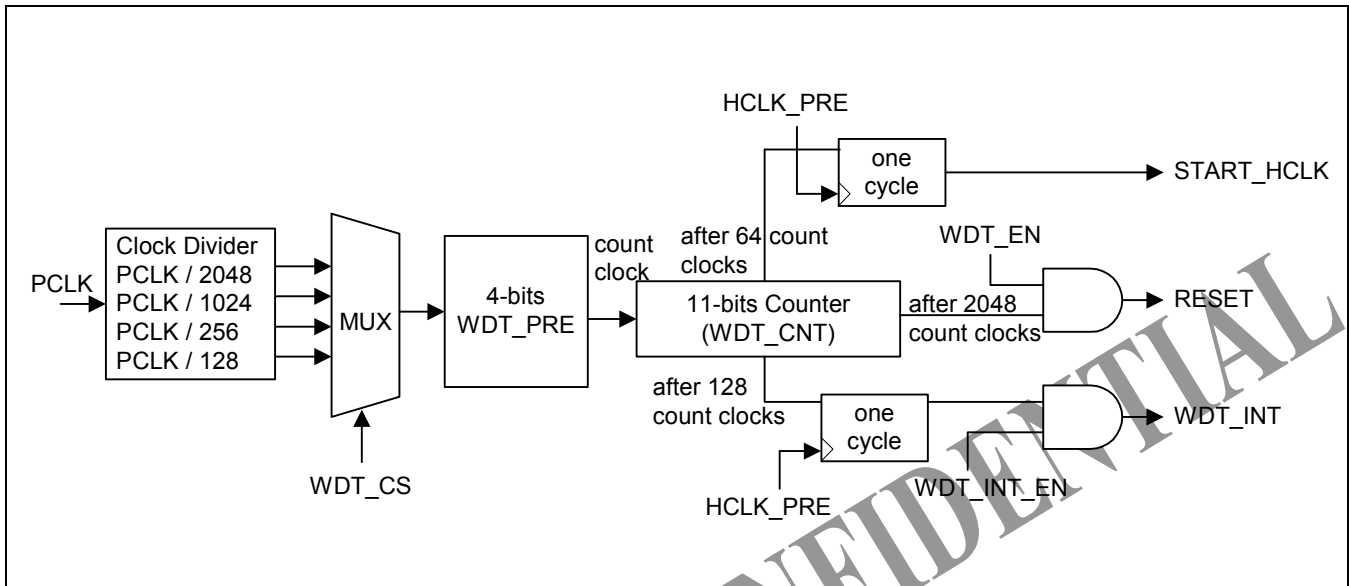 HCLK_PRE
one
cycle
START_HCLK
after 64 count
clocks
WDT_EN
PCLK
Clock Divider
PCLK / 2048
PCLK / 1024
PCLK / 256
PCLK / 128
MUX
4-bits
WDT_PRE
count
clock
11-bits Counter
(WDT_CNT)
after 2048
count clocks
RESET
after 128
count clocks
one
cycle
WDT_INT
WDT_CS
HCLK_PRE
WDT_INT_EN